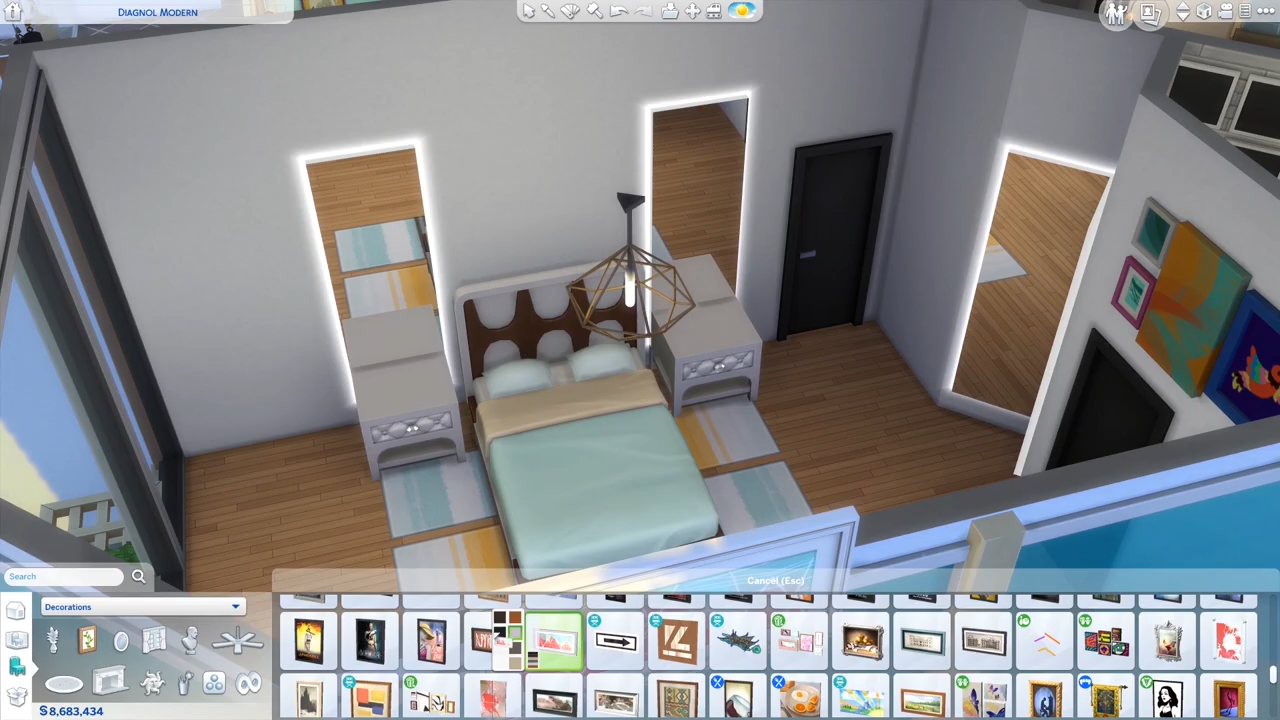 DIAGNOL MODERN
Cancel (Esc)
Search
Decorations
§8,683,434